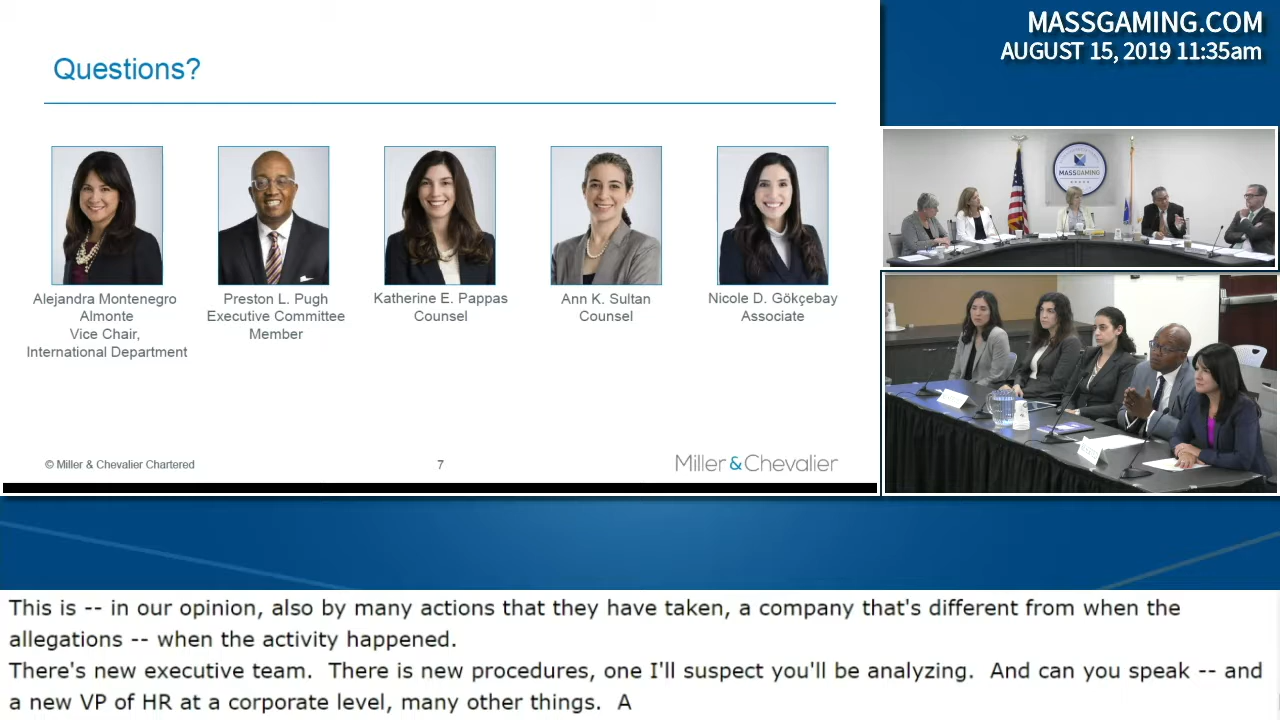 MASSGAMING.COM
AUGUST 15, 2019 11:35am
Questions?
Alejandra Montenegro
Almonte
Vice Chair,
International Department
Preston L. Pugh
Executive Committee
Member
Katherine E. Pappas
Counsel
Ann K. Sultan
Counsel
Nicole D. Gökçebay
Associate
© Miller & Chevalier Chartered
7
Miller&Chevalier
MASSGAMING
This is -- in our opinion, also by many actions that they have taken, a company that's different from when the
allegations -- when the activity happened.
There's new executive team.  There is new procedures, one I'll suspect you'll be analyzing.  And can you speak -- and
a new VP of HR at a corporate level, many other things.  A